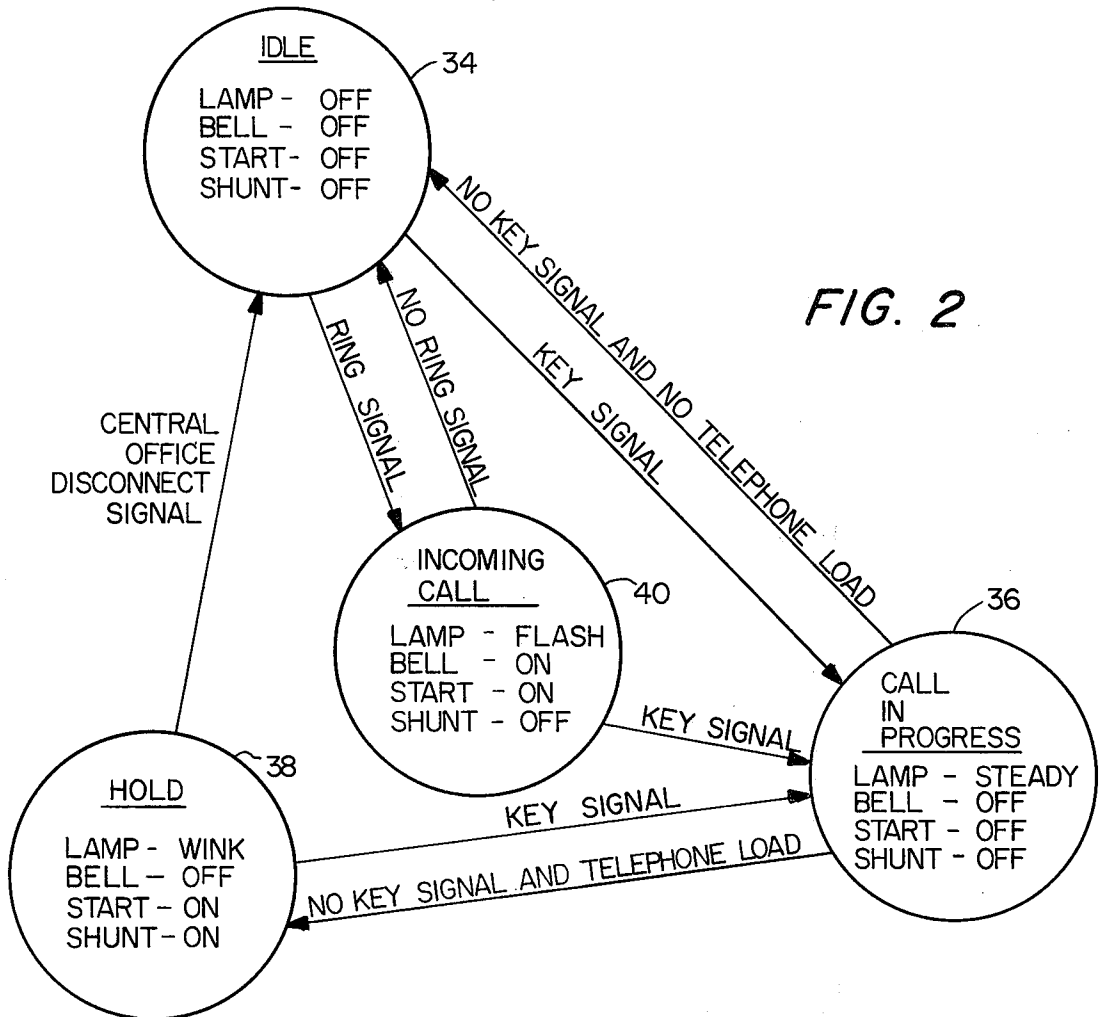 IDLE
34
LAMP - OFF
BELL - OFF
START - OFF
SHUNT - OFF
NO KEY SIGNAL AND NO TELEPHONE LOAD
KEY SIGNAL
FIG. 2
RING SIGNAL
NO RING SIGNAL
CENTRAL
OFFICE
DISCONNECT
SIGNAL
INCOMING
CALL
40
LAMP - FLASH
BELL - ON
START - ON
SHUNT - OFF
36
CALL
IN
PROGRESS
LAMP - STEADY
BELL - OFF
START - OFF
SHUNT - OFF
KEY SIGNAL
38
HOLD
LAMP - WINK
BELL - OFF
START - ON
SHUNT - ON
KEY SIGNAL
NO KEY SIGNAL AND TELEPHONE LOAD